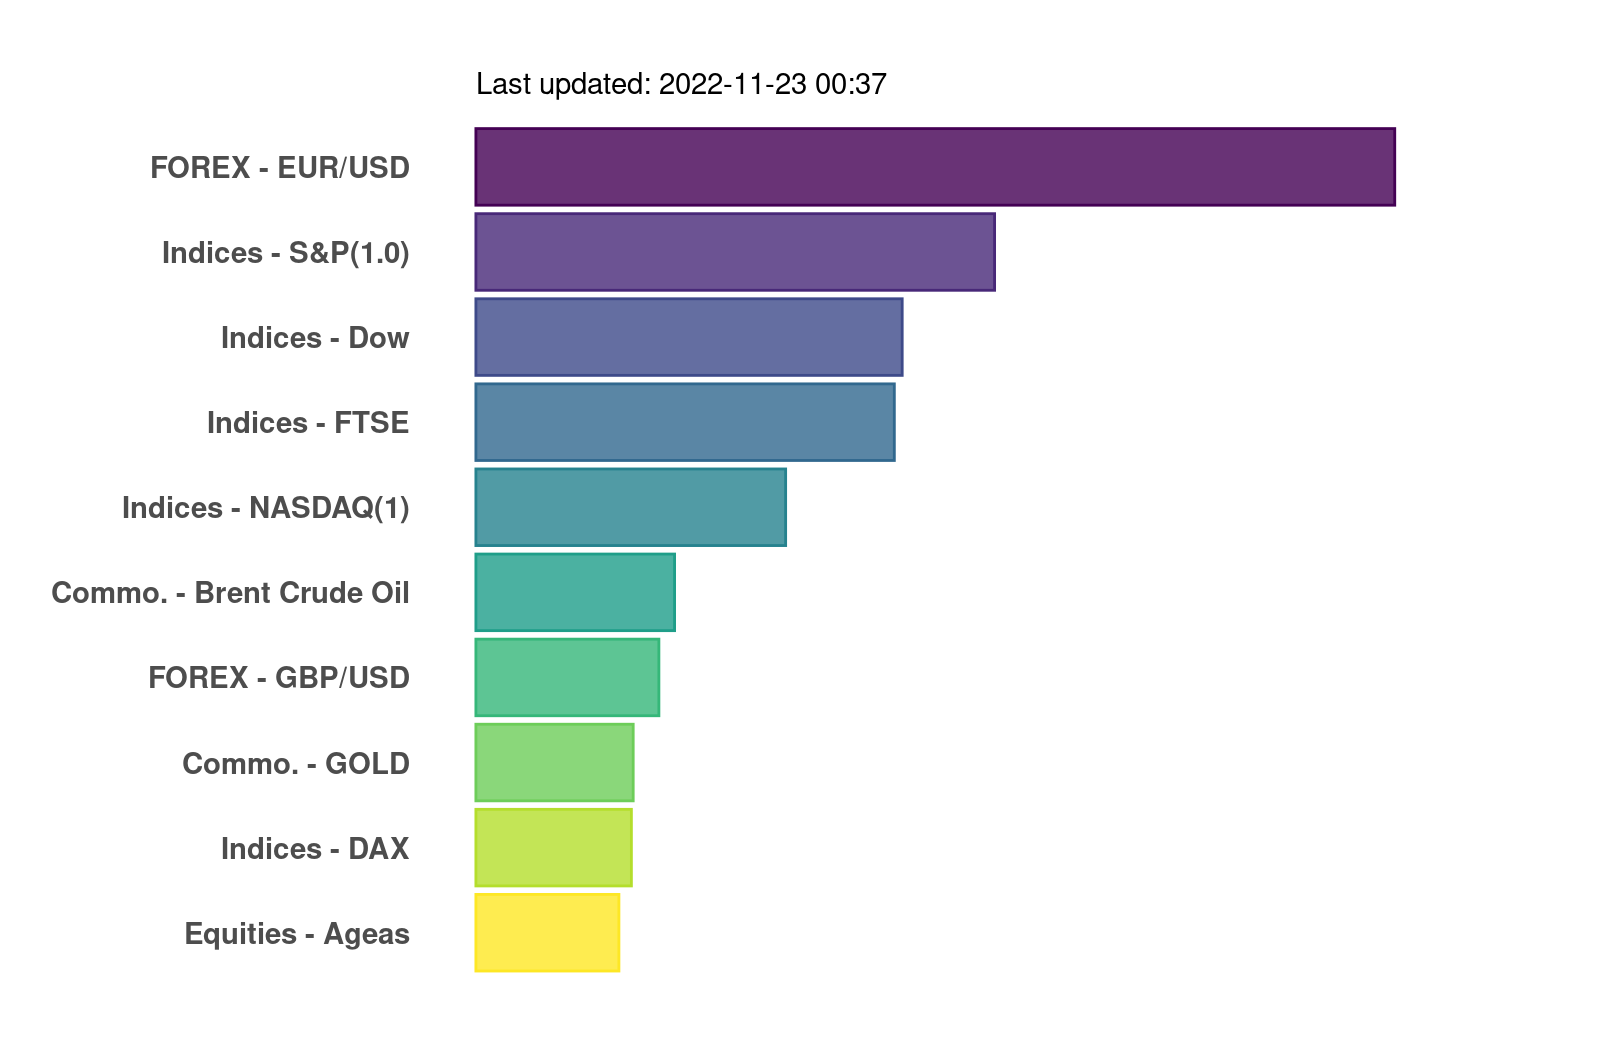 Last updated: 2022-11-23 00:37
FOREX - EUR/USD
Indices - S&P(1.0)
Indices - Dow
Indices - FTSE
Indices - NASDAQ(1)
Commo. - Brent Crude Oil
FOREX - GBP/USD
Commo. - GOLD
Indices - DAX
Equities - Ageas